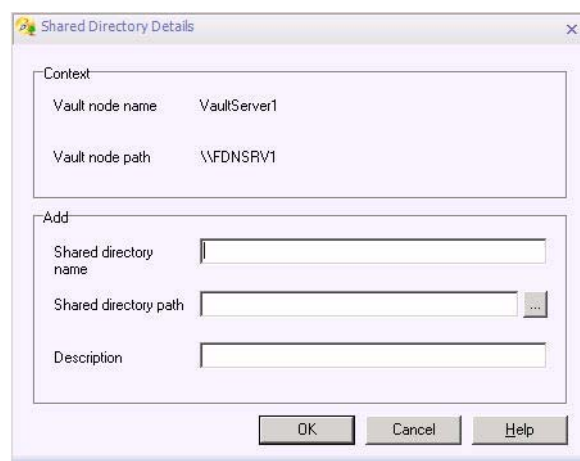 Shared Directory Details
Context
Vault node name VaultServer1
Vault node path \\FDNSRV1
Add
Shared directory
name
Shared directory path ...
Description
OK Cancel Help